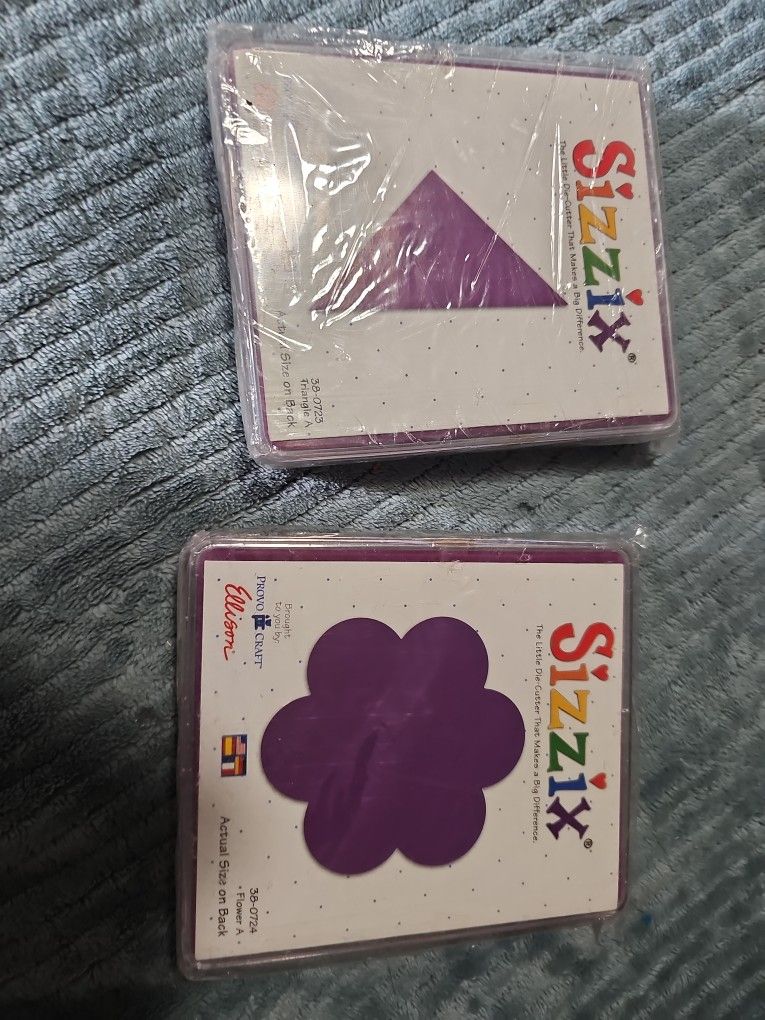 Sizzix®
The Little Die-Cutter That Makes a Big Difference.
38-0723
Triangle A
Actual Size on Back
Sizzix®
The Little Die-Cutter That Makes a Big Difference.
Brought
to you by:
PROVO CRAFT
Ellison®
38-0724
• Flower A •
Actual Size on Back